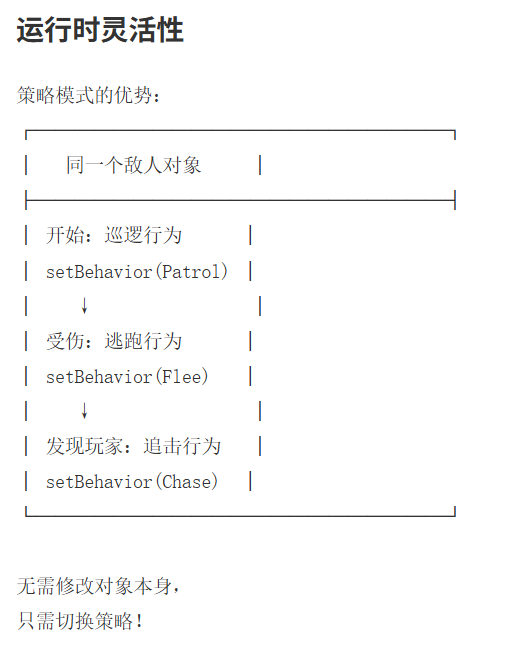 运行时灵活性
策略模式的优势：
同一个敌人对象
开始：巡逻行为
setBehavior(Patrol)
↓
受伤：逃跑行为
setBehavior(Flee)
↓
发现玩家：追击行为
setBehavior(Chase)
无需修改对象本身，
只需切换策略！